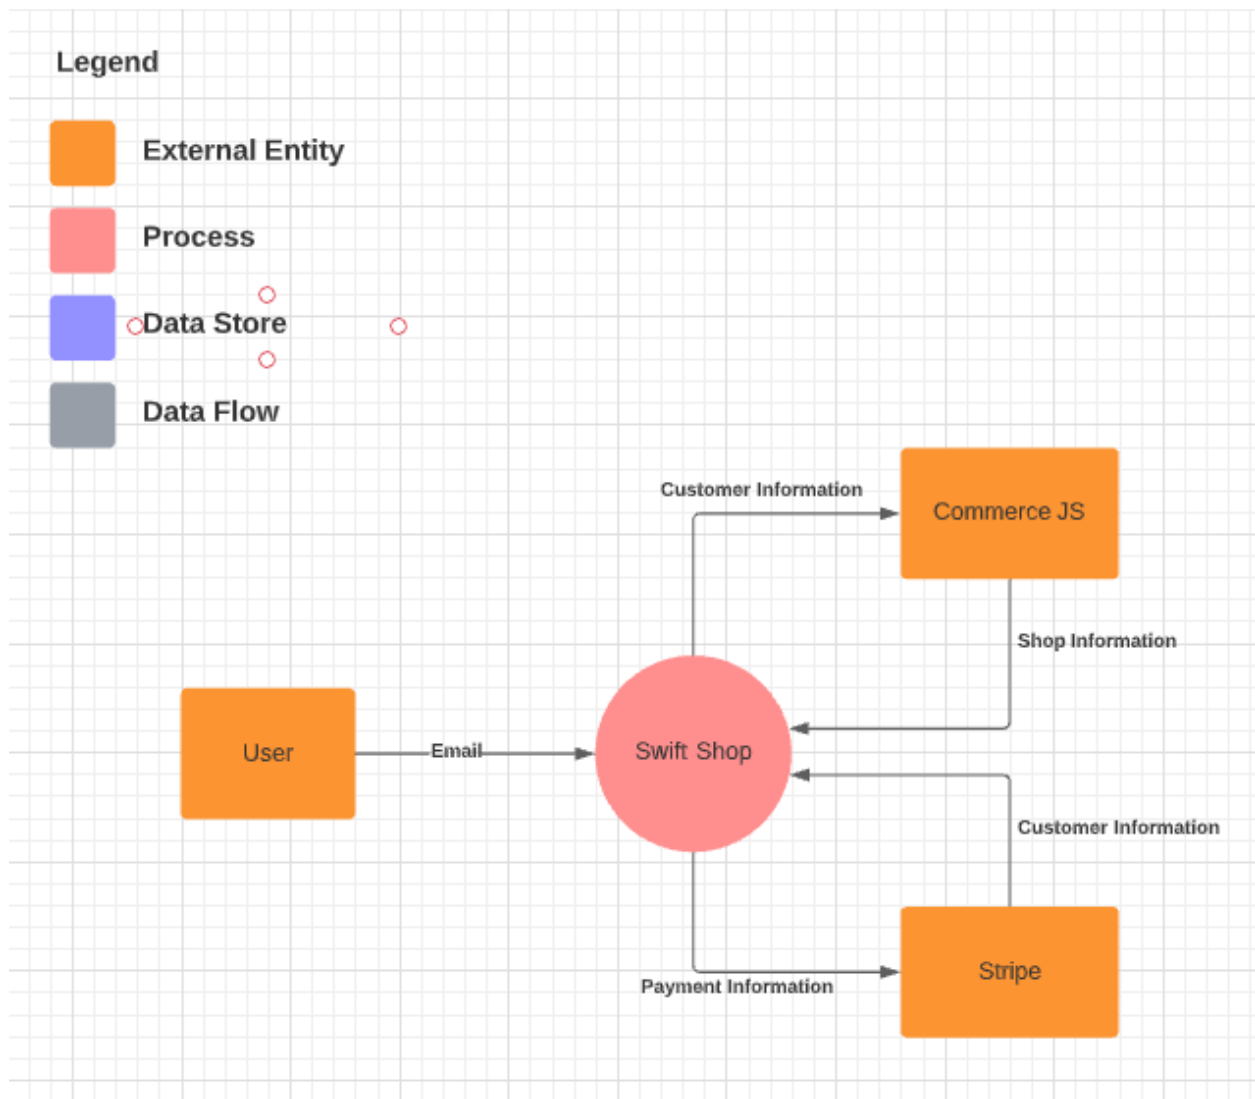 Legend
External Entity
Process
Data Store
Data Flow
Customer Information
Commerce JS
Shop Information
User
Email
Swift Shop
Customer Information
Stripe
Payment Information